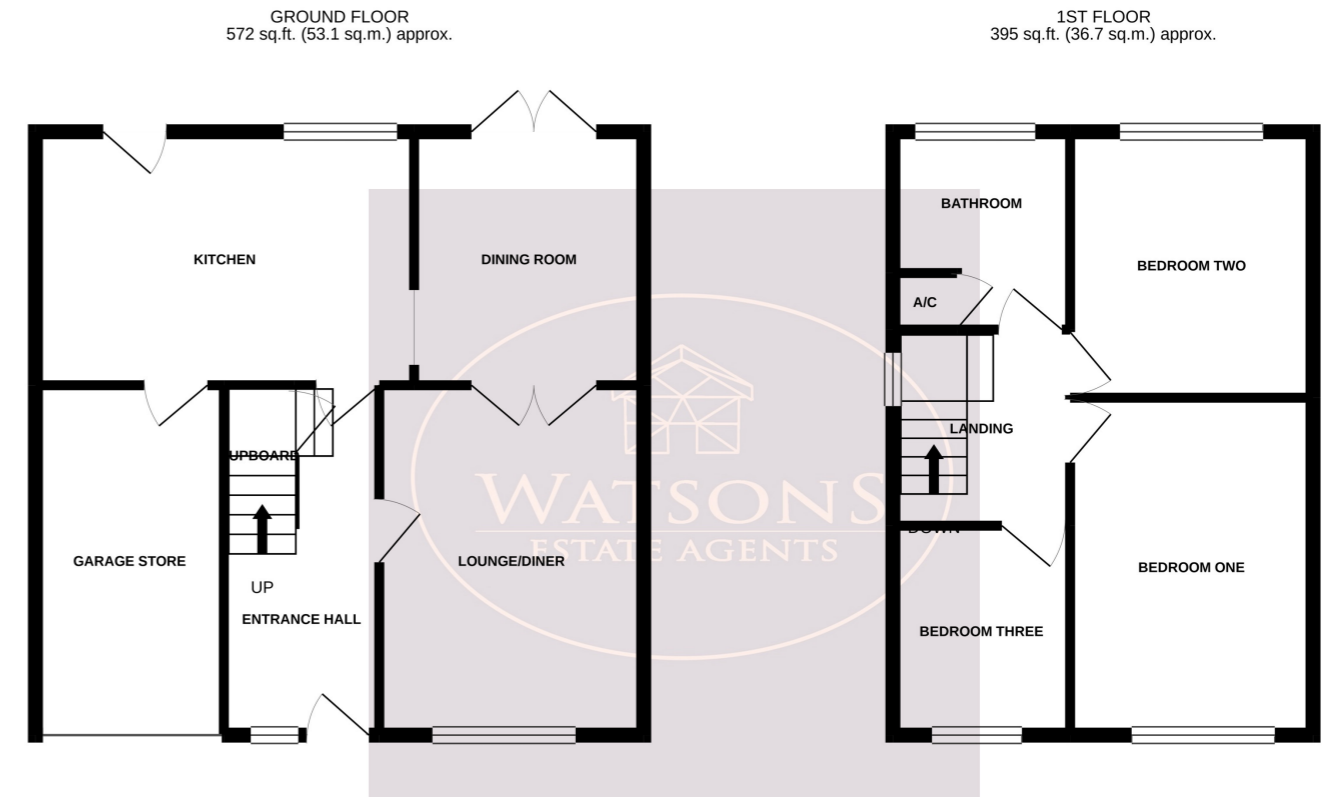 GROUND FLOOR
572 sq.ft. (53.1 sq.m.) approx.
1ST FLOOR
395 sq.ft. (36.7 sq.m.) approx.
KITCHEN
DINING ROOM
UPBOARD
GARAGE STORE
LOUNGE/DINER
UP
ENTRANCE HALL
BATHROOM
BEDROOM TWO
A/C
LANDING
DOWN
BEDROOM ONE
BEDROOM THREE
WATSONS
ESTATE AGENTS